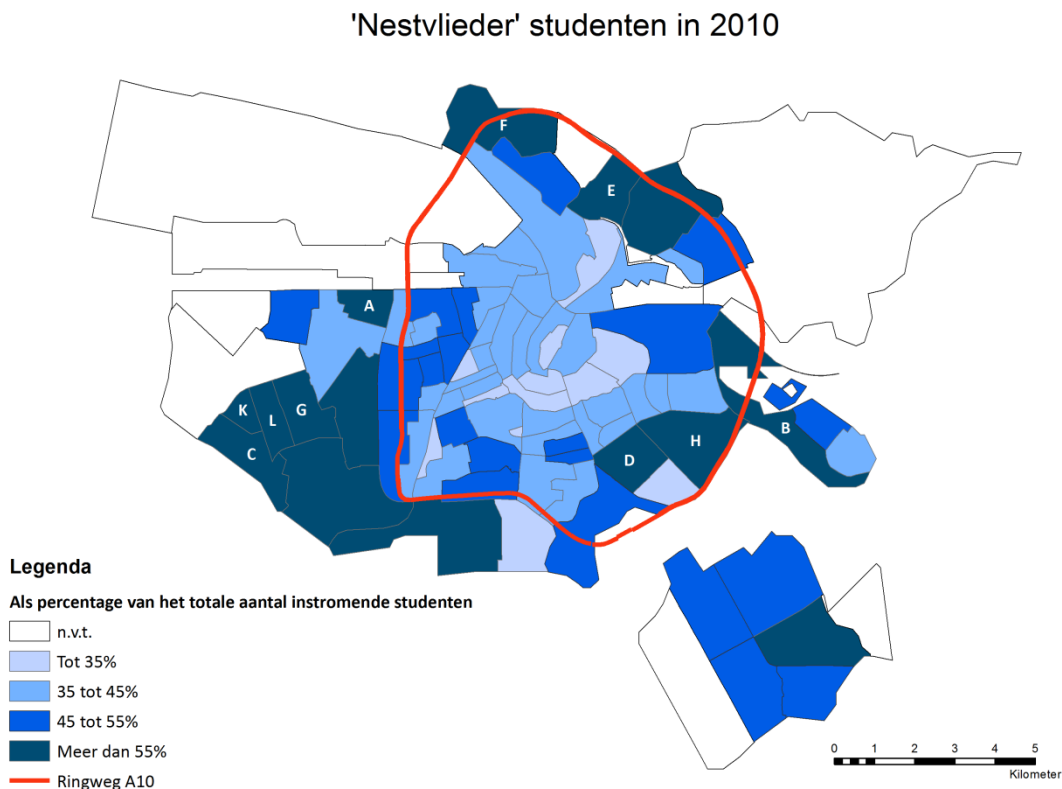 'Nestvlieder' studenten in 2010
F
E
A
K
L
G
C
B
H
D
Legenda
Als percentage van het totale aantal instromende studenten
n.v.t.
Tot 35%
35 tot 45%
45 tot 55%
Meer dan 55%
Ringweg A10
0 1 2 3 4 5
Kilometer